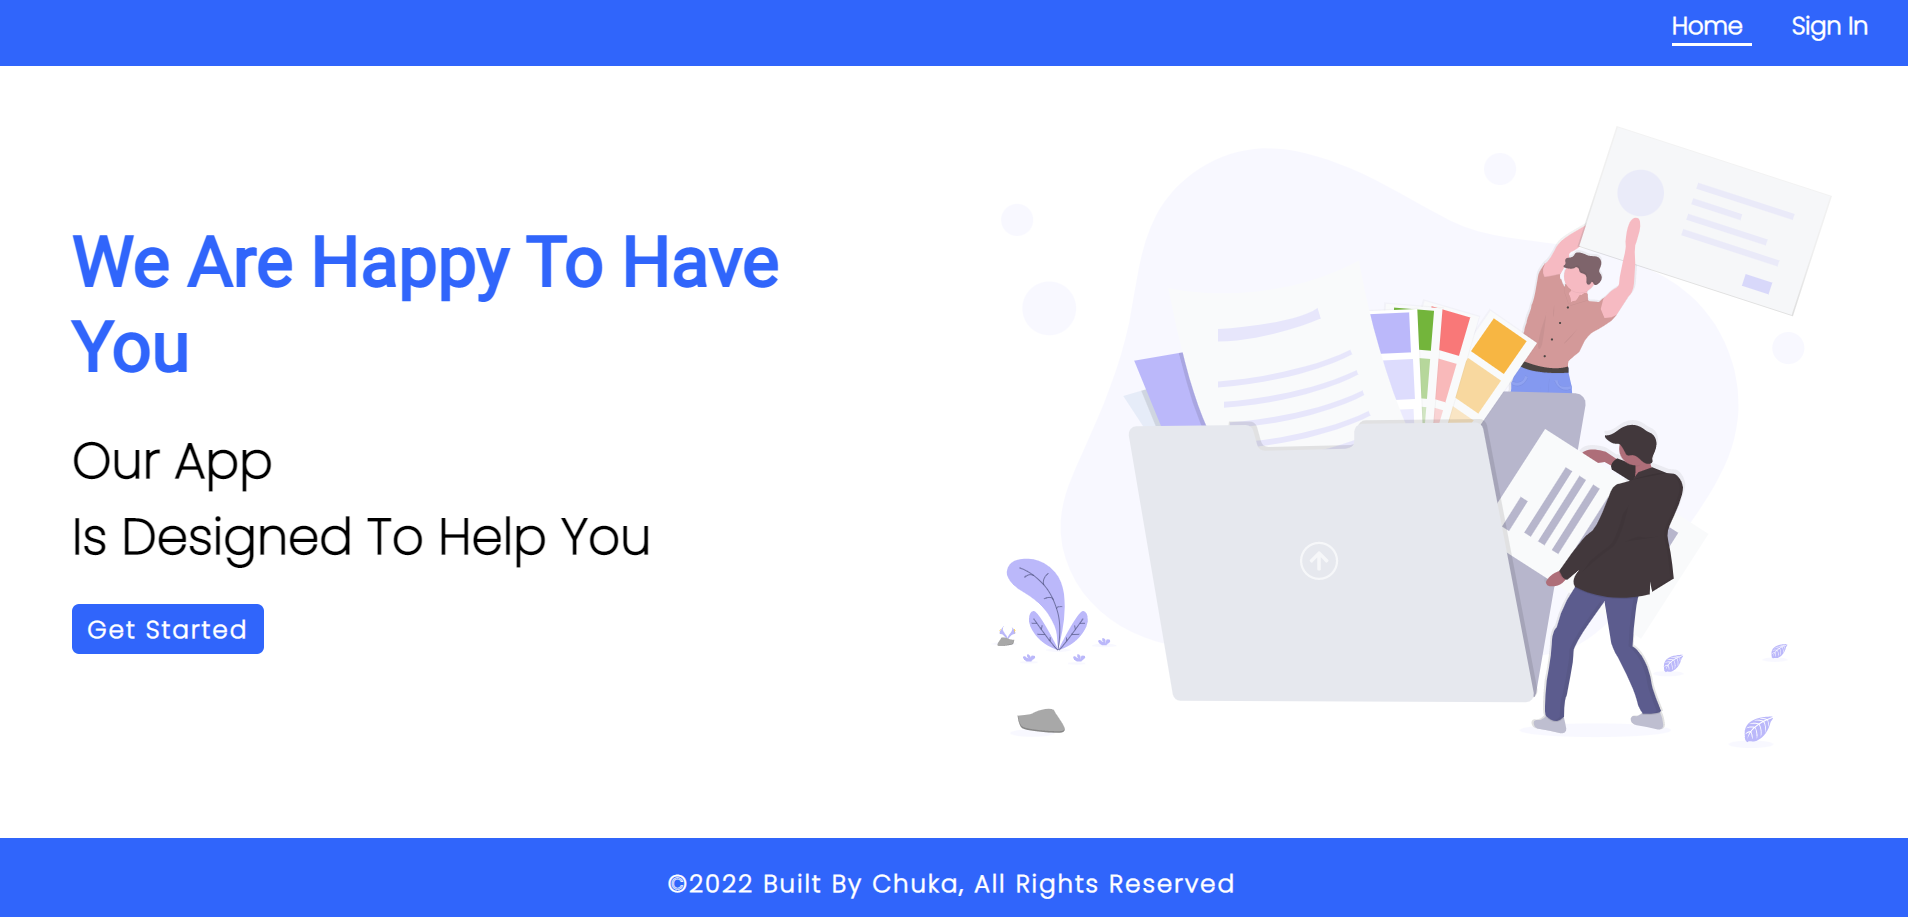 Home Sign In
We Are Happy To Have
You
Our App
Is Designed To Help You
Get Started
©2022 Built By Chuka, All Rights Reserved